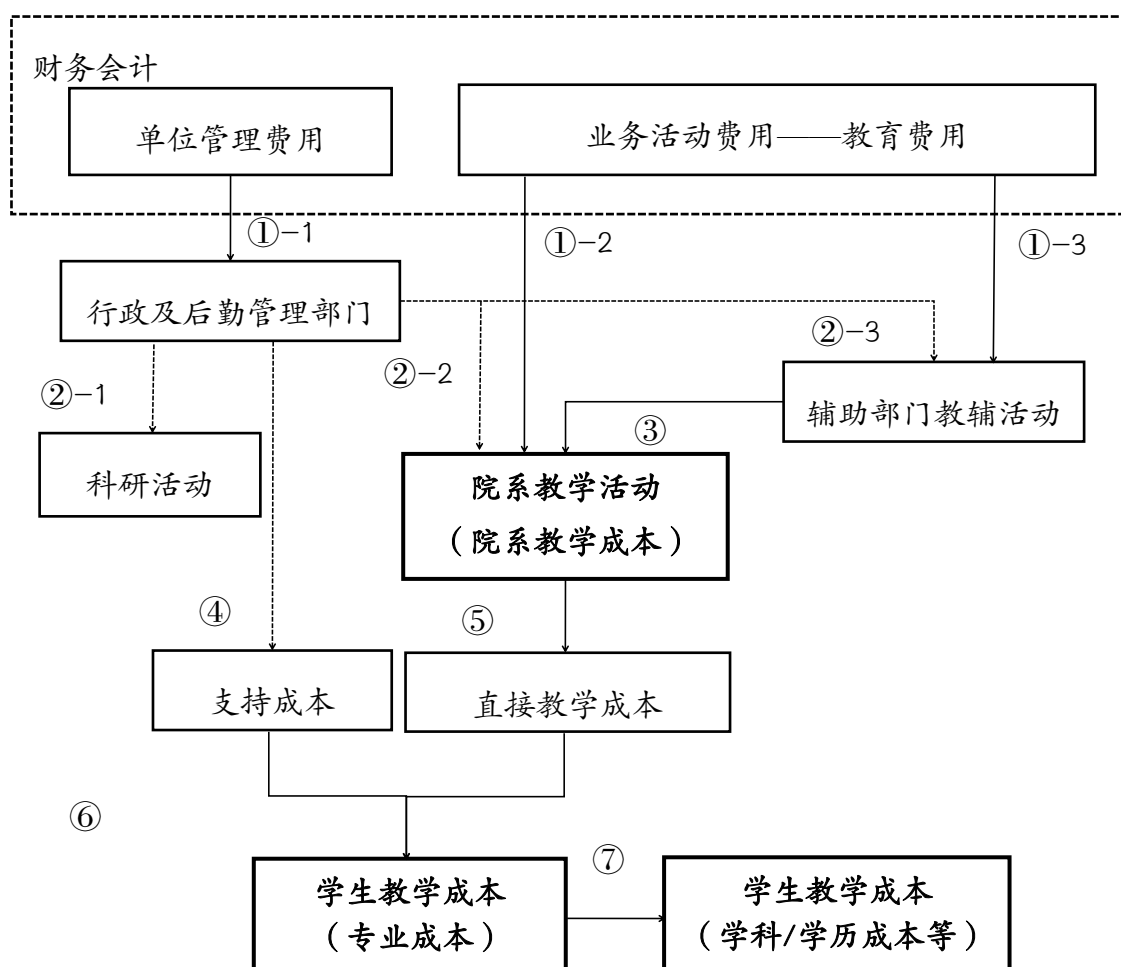 财务会计
单位管理费用
业务活动费用——教育费用
①-1
①-2
①-3
行政及后勤管理部门
②-1
②-2
②-3
辅助部门教辅活动
③
科研活动
院系教学活动
（院系教学成本）
④
⑤
支持成本
直接教学成本
⑥
⑦
学生教学成本
（专业成本）
学生教学成本
（学科/学历成本等）